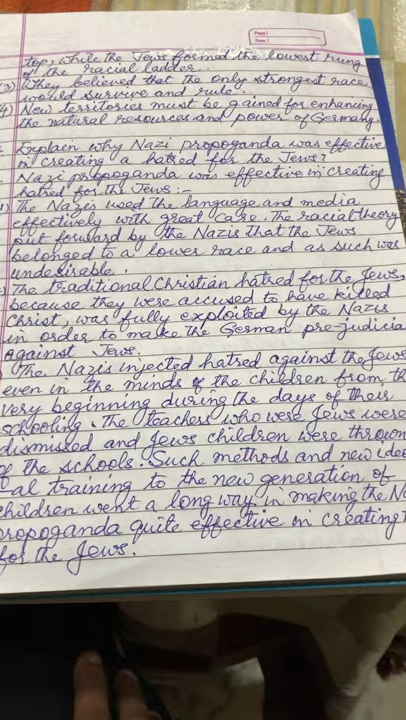 Page:
Date:
top, while the Jews formed the lowest rung
of the racial ladder.
3) They believed that the only strongest race
would survive and rule.
4) New territories must be gained for enhancing
the natural resources and power of Germany.
Explain why Nazi propoganda was effective
in creating a hatred for the Jews?
Nazi propoganda was effective in creating
hatred for the Jews :-
The Nazis used the language and media
effectively with great care. The racial theory
put forward by the Nazis that the Jews
belonged to a lower race and as such was
undesirable.
The traditional Christian hatred for the Jews,
because they were accused to have killed
Christ, was fully exploited by the Nazis
in order to make the German pre-judicia
against Jews.
The Nazis injected hatred against the Jews
even in the minds of the children from th
very beginning during the days of their
schooling. The teachers who were Jews were
dismissed and Jews children were thrown
of the schools. Such methods and new ideo
al training to the new generation of
children went a long way in making the Na
propoganda quite effective in creating
for the Jews.